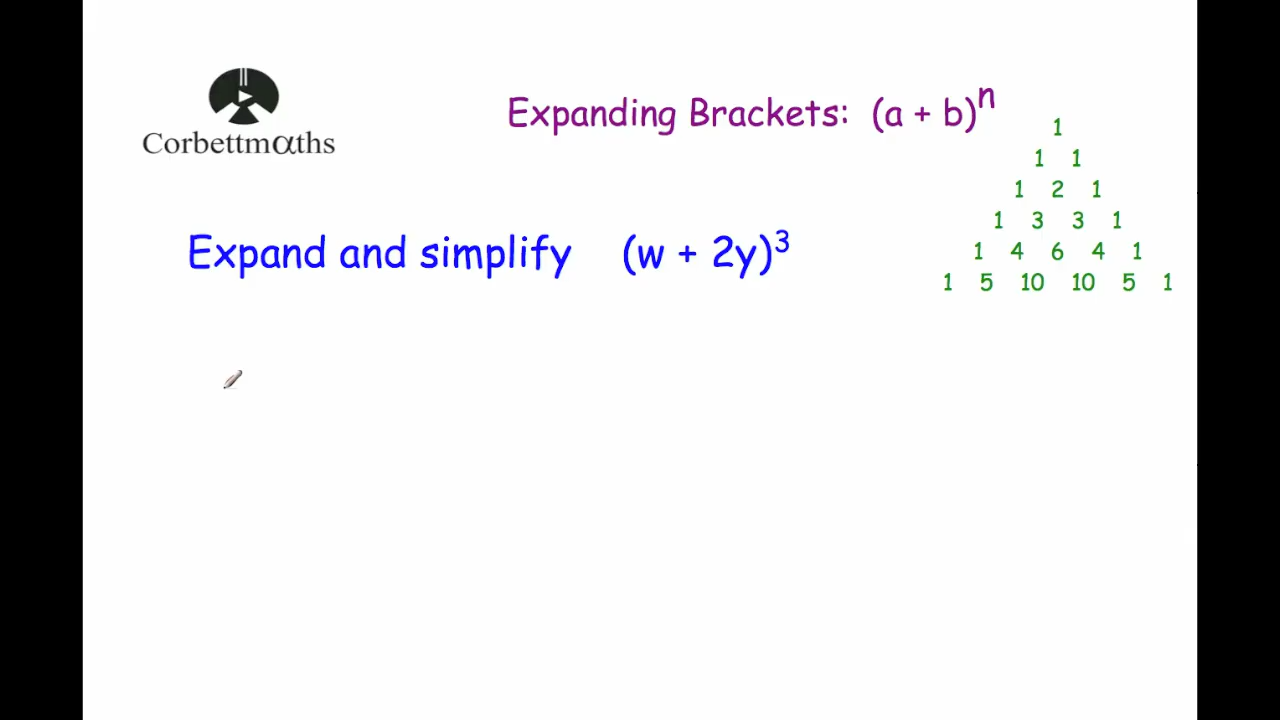 Corbettmαths
Expanding Brackets: (a + b)ⁿ
1
1 1
1 2 1
1 3 3 1
1 4 6 4 1
1 5 10 10 5 1
Expand and simplify (w + 2y)³